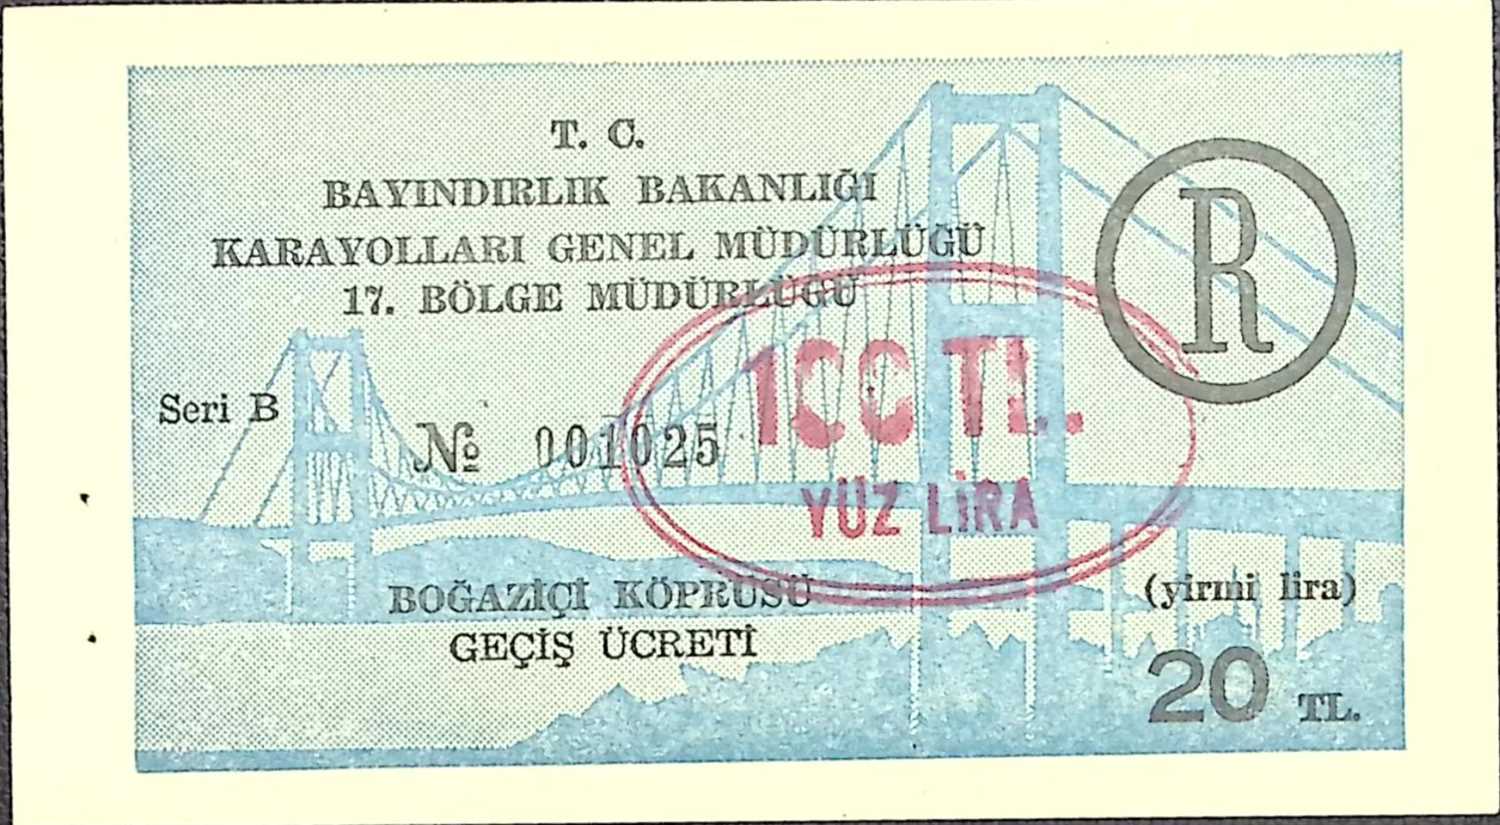 T. C.
BAYINDIRLIK BAKANLIĞI
KARAYOLLARI GENEL MÜDÜRLÜĞÜ
17. BÖLGE MÜDÜRLÜĞÜ
R
Seri B
№ 001025
100 TL.
YÜZ LİRA
BOĞAZİÇİ KÖPRÜSÜ
GEÇİŞ ÜCRETİ
(yirmi lira)
20 TL.